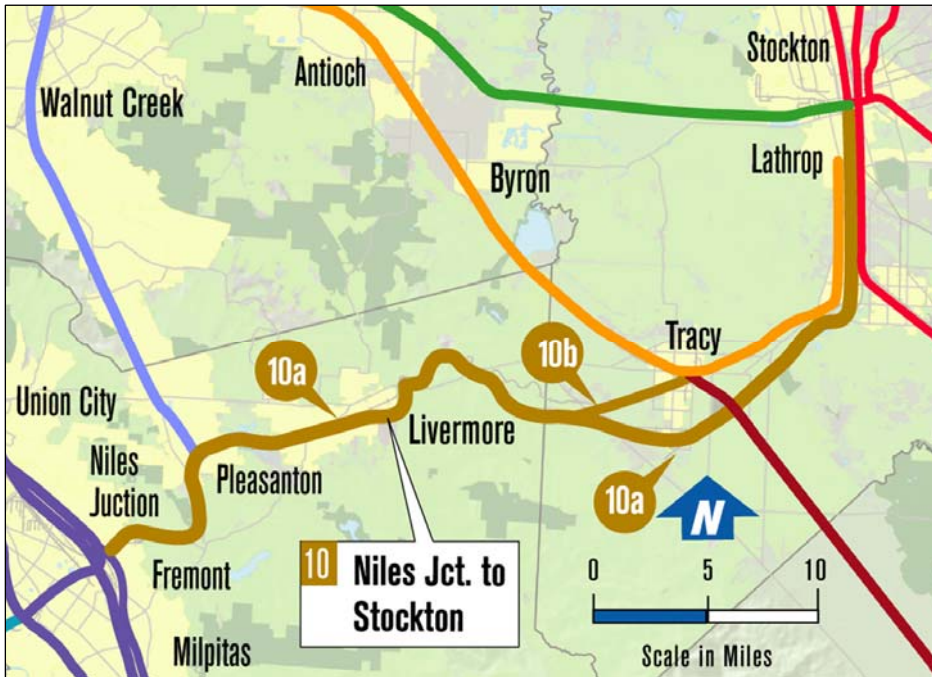 Stockton
Antioch
Walnut Creek
Lathrop
Byron
Tracy
10b
10a
Union City
Livermore
Niles
Juction
Pleasanton
10a
N
10 Niles Jct. to
Stockton
Fremont
0 5 10
Milpitas
Scale in Miles